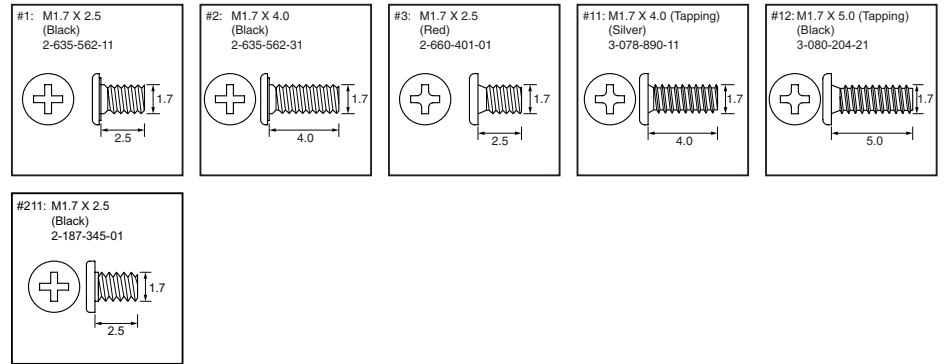 #1: M1.7 X 2.5
(Black)
2-635-562-11
1.7
2.5
#2: M1.7 X 4.0
(Black)
2-635-562-31
1.7
4.0
#3: M1.7 X 2.5
(Red)
2-660-401-01
1.7
2.5
#11: M1.7 X 4.0 (Tapping)
(Silver)
3-078-890-11
1.7
4.0
#12: M1.7 X 5.0 (Tapping)
(Black)
3-080-204-21
1.7
5.0
#211: M1.7 X 2.5
(Black)
2-187-345-01
1.7
2.5